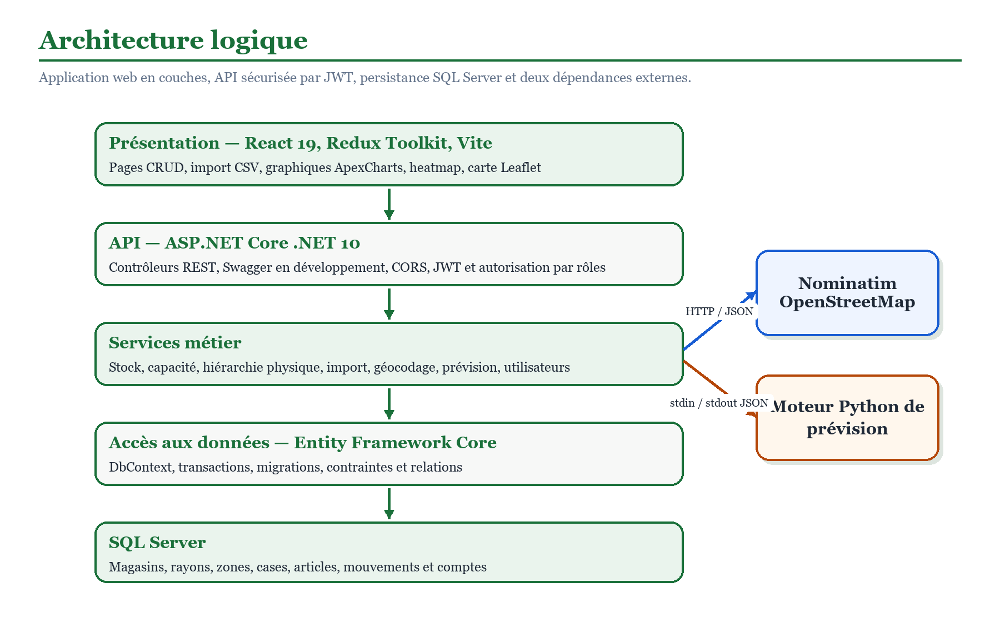 Architecture logique
Application web en couches, API sécurisée par JWT, persistance SQL Server et deux dépendances externes.
Présentation — React 19, Redux Toolkit, Vite
Pages CRUD, import CSV, graphiques ApexCharts, heatmap, carte Leaflet
API — ASP.NET Core .NET 10
Contrôleurs REST, Swagger en développement, CORS, JWT et autorisation par rôles
Services métier
Stock, capacité, hiérarchie physique, import, géocodage, prévision, utilisateurs
Accès aux données — Entity Framework Core
DbContext, transactions, migrations, contraintes et relations
SQL Server
Magasins, rayons, zones, cases, articles, mouvements et comptes
HTTP / JSON
Nominatim
OpenStreetMap
stdin / stdout JSON
Moteur Python de
prévision